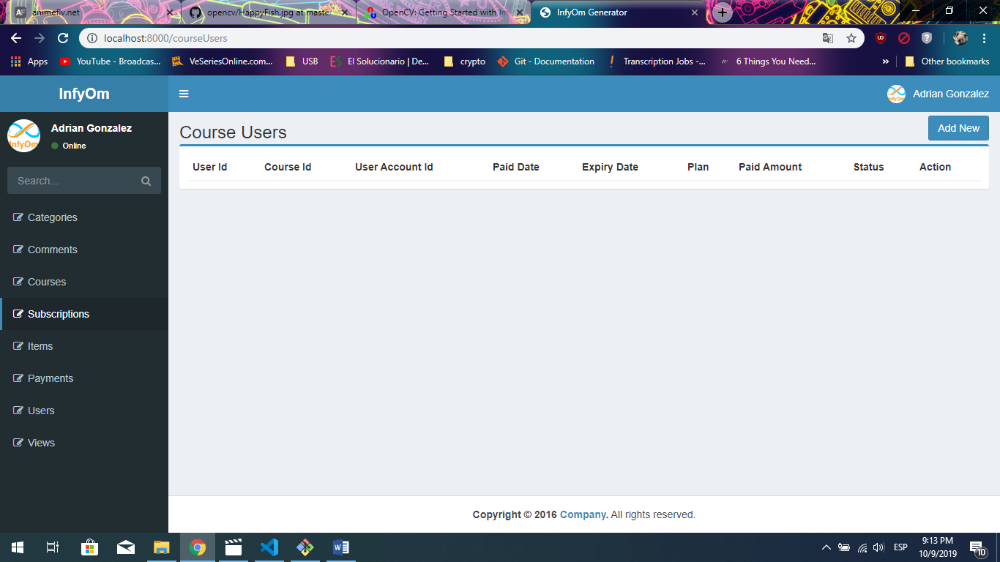 animeflv.net
opencv/HappyFish.jpg at master
OpenCV: Getting Started with Im
InfyOm Generator
localhost:8000/courseUsers
Apps
YouTube - Broadcas...
VeSeriesOnline.com...
USB
El Solucionario | De...
crypto
Git - Documentation
Transcription Jobs -...
6 Things You Need...
»
Other bookmarks
InfyOm
Adrian Gonzalez
Adrian Gonzalez
Online
Search...
Categories
Comments
Courses
Subscriptions
Items
Payments
Users
Views
Course Users
Add New
User Id Course Id User Account Id Paid Date Expiry Date Plan Paid Amount Status Action
Copyright © 2016 Company. All rights reserved.
ESP
9:13 PM
10/9/2019
10